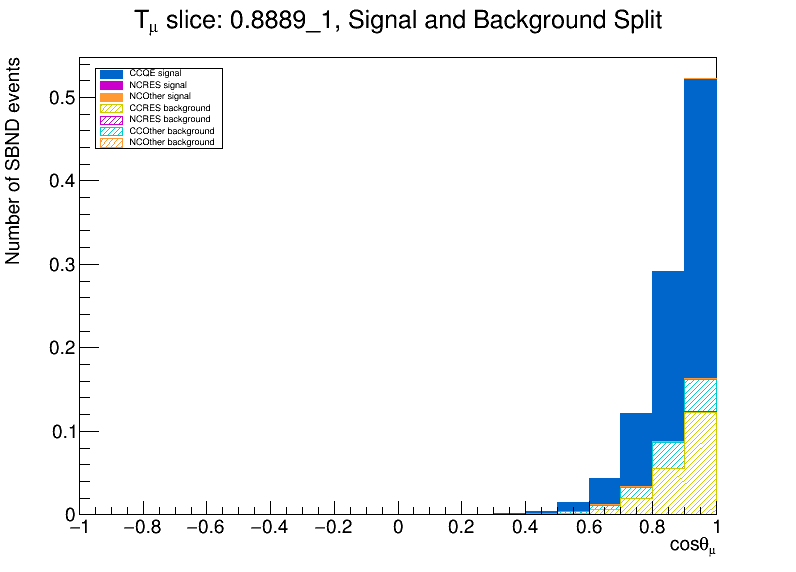 Tμ slice: 0.8889_1, Signal and Background Split
Number of SBND events
CCQE signal
NCRES signal
NCOther signal
CCRES background
NCRES background
CCOther background
NCOther background
0.5
0.4
0.3
0.2
0.1
0
−1 −0.8 −0.6 −0.4 −0.2 0 0.2 0.4 0.6 0.8 1
cosθμ